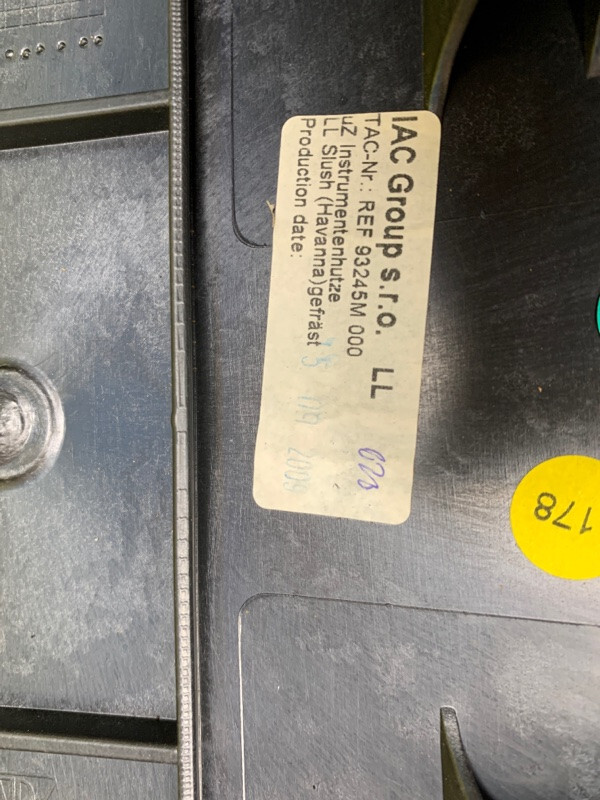 IAC Group s.r.o. LL
TAC-Nr.: REF 93245M 000
uZ Instrumentenhutze
LL Slush (Havanna)gefräst
Production date:
178